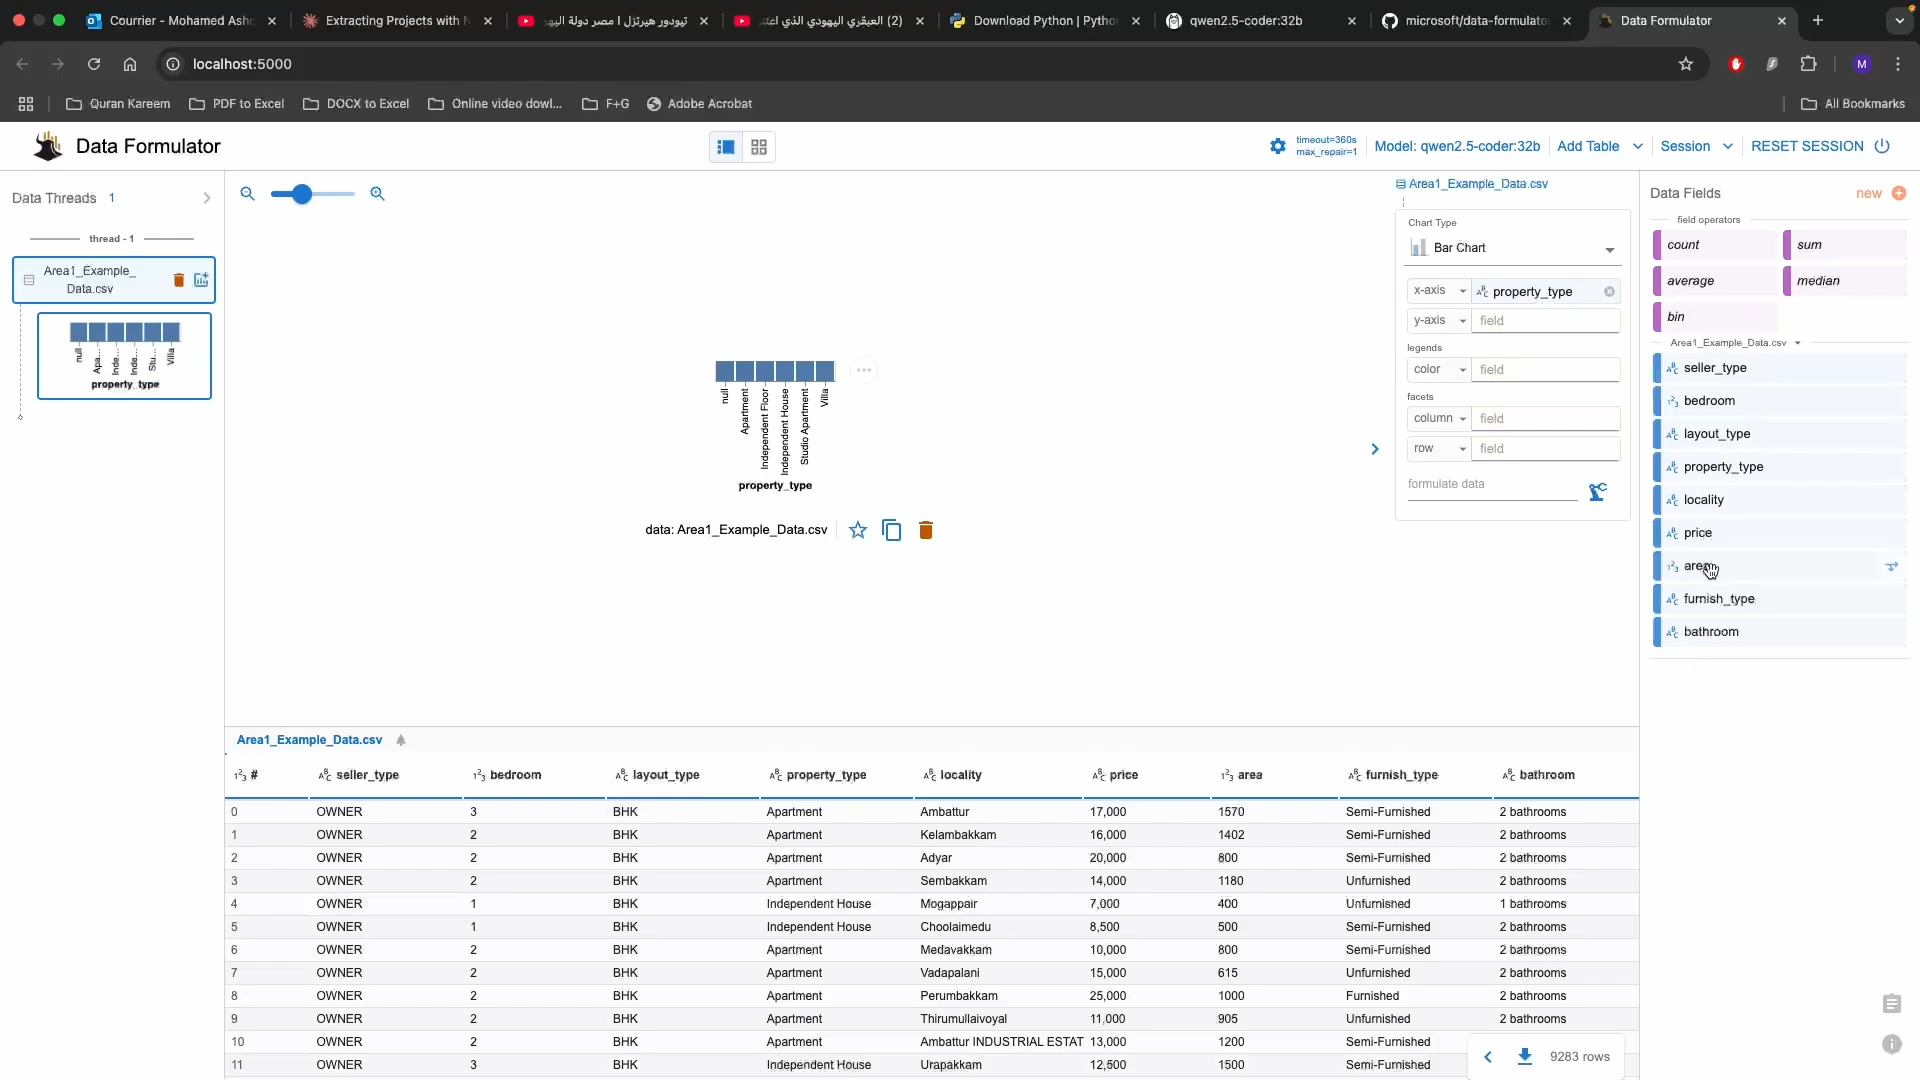 Courrier - Mohamed Ash
Extracting Projects with N
تيودور هيرتزل | مصر دولة اليه
(2) العبقري اليهودي الذي اعتد
Download Python | Pytho
qwen2.5-coder:32b
microsoft/data-formulato
Data Formulator
localhost:5000
M
Quran Kareem
PDF to Excel
DOCX to Excel
Online video dowl...
F+G
Adobe Acrobat
All Bookmarks
Data Formulator
timeout=360s
max_repair=1
Model: qwen2.5-coder:32b
Add Table
Session
RESET SESSION
Data Threads 1
thread - 1
Area1_Example_
Data.csv
null
Apa...
Inde...
Inde...
Stu...
Villa
property_type
null
Apartment
Independent Floor
Independent House
Studio Apartment
Villa
property_type
data: Area1_Example_Data.csv
Area1_Example_Data.csv
Chart Type
Bar Chart
x-axis property_type
y-axis field
legends
color field
facets
column field
row field
formulate data
Data Fields new
field operators
count sum
average median
bin
Area1_Example_Data.csv
seller_type
bedroom
layout_type
property_type
locality
price
area
furnish_type
bathroom
Area1_Example_Data.csv
# seller_type bedroom layout_type property_type locality price area furnish_type bathroom
0 OWNER 3 BHK Apartment Ambattur 17,000 1570 Semi-Furnished 2 bathrooms
1 OWNER 2 BHK Apartment Kelambakkam 16,000 1402 Semi-Furnished 2 bathrooms
2 OWNER 2 BHK Apartment Adyar 20,000 800 Semi-Furnished 2 bathrooms
3 OWNER 2 BHK Apartment Sembakkam 14,000 1180 Unfurnished 2 bathrooms
4 OWNER 1 BHK Independent House Mogappair 7,000 400 Unfurnished 1 bathrooms
5 OWNER 1 BHK Independent House Choolaimedu 8,500 500 Semi-Furnished 2 bathrooms
6 OWNER 2 BHK Apartment Medavakkam 10,000 800 Semi-Furnished 2 bathrooms
7 OWNER 2 BHK Apartment Vadapalani 15,000 615 Unfurnished 2 bathrooms
8 OWNER 2 BHK Apartment Perumbakkam 25,000 1000 Furnished 2 bathrooms
9 OWNER 2 BHK Apartment Thirumullaivoyal 11,000 905 Unfurnished 2 bathrooms
10 OWNER 2 BHK Apartment Ambattur INDUSTRIAL ESTAT 13,000 1200 Semi-Furnished
11 OWNER 3 BHK Independent House Urapakkam 12,500 1500 Semi-Furnished
9283 rows